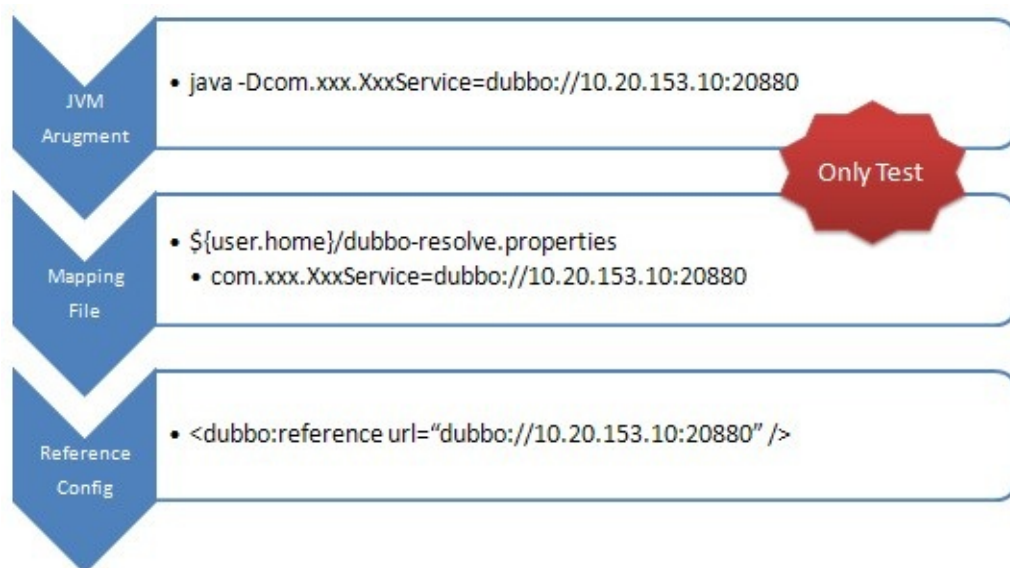 JVM
Arugment
• java -Dcom.xxx.XxxService=dubbo://10.20.153.10:20880
Only Test
Mapping
File
• ${user.home}/dubbo-resolve.properties
• com.xxx.XxxService=dubbo://10.20.153.10:20880
Reference
Config
• <dubbo:reference url=“dubbo://10.20.153.10:20880” />